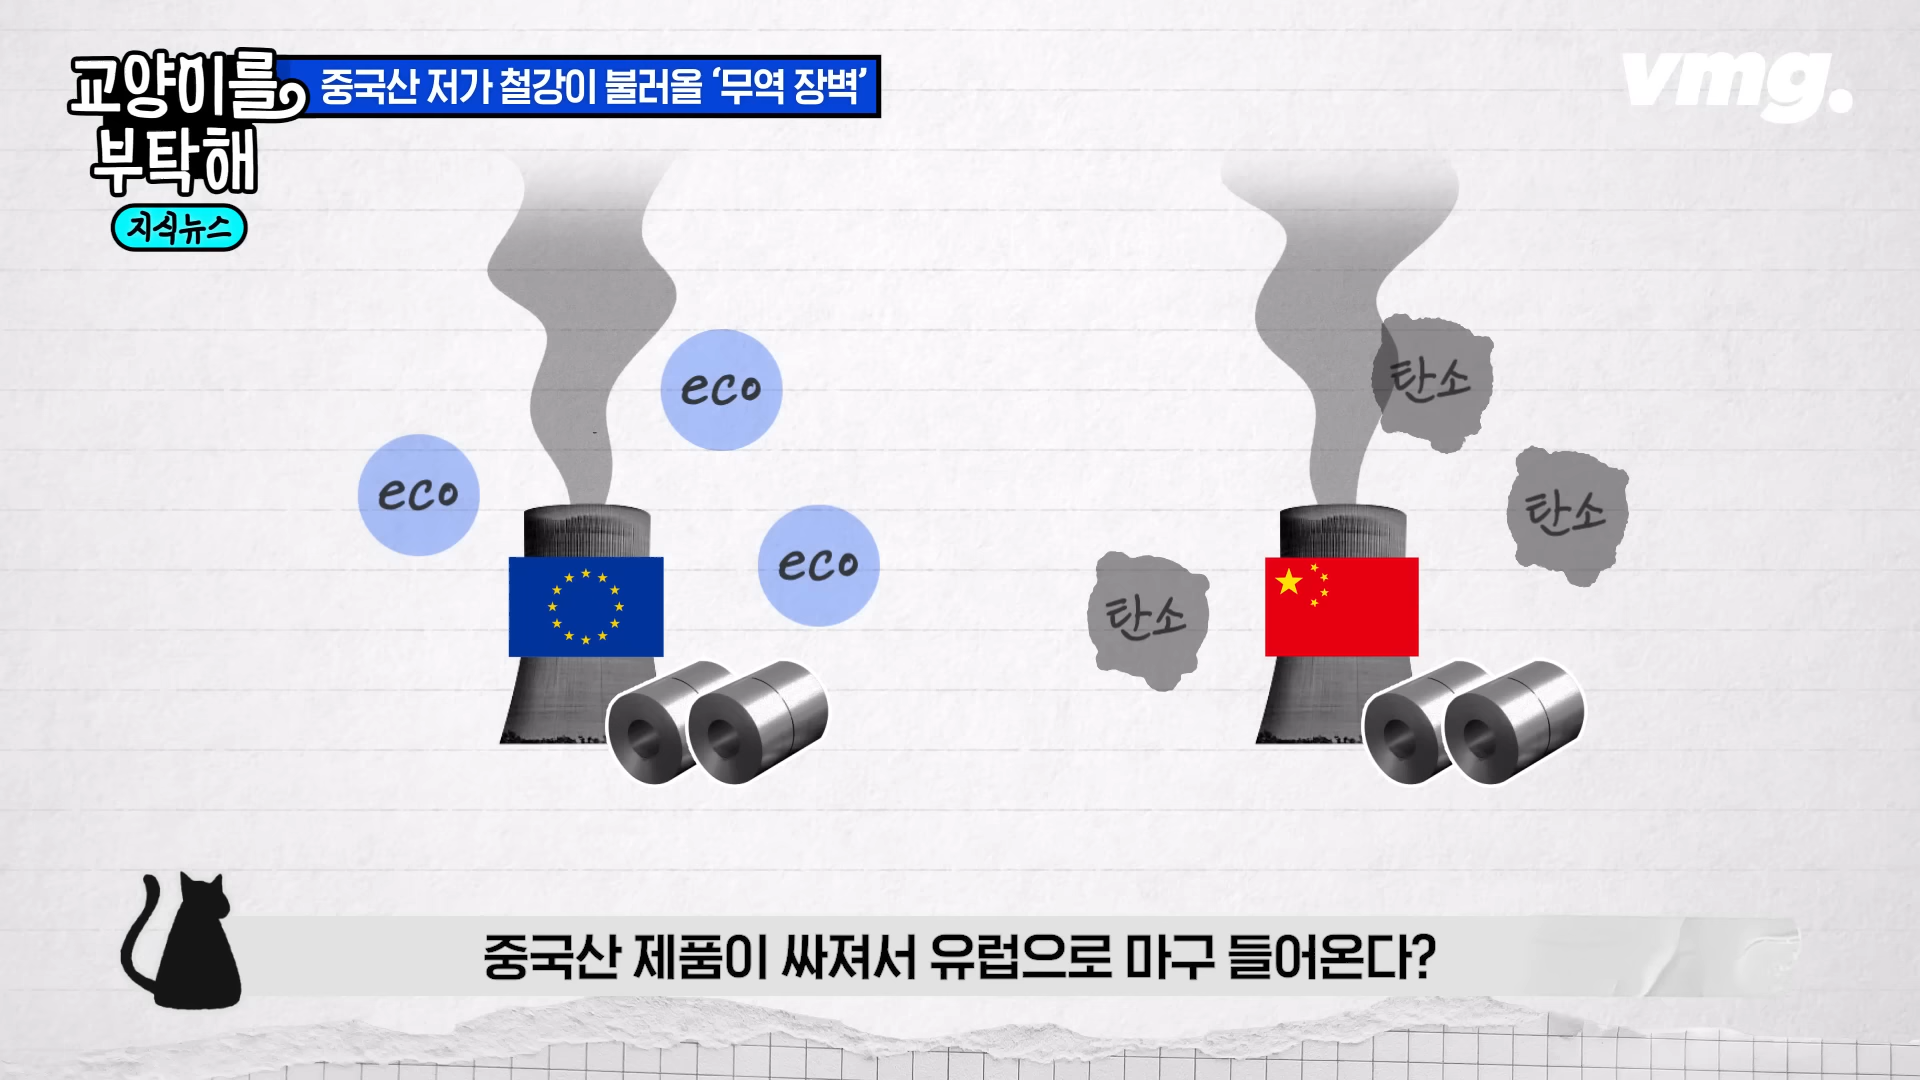 교양이를
부탁해
지식뉴스
중국산 저가 철강이 불러올 ‘무역 장벽’
vmg.
eco
eco
eco
탄소
탄소
탄소
중국산 제품이 싸져서 유럽으로 마구 들어온다?